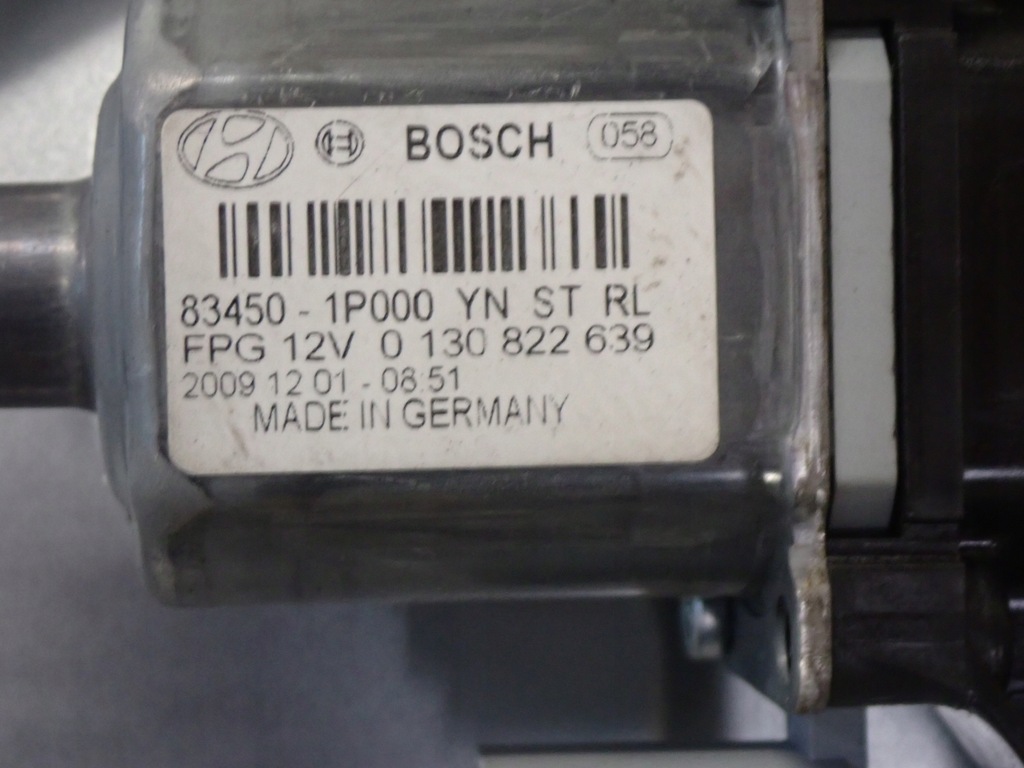 BOSCH 058
83450 - 1P000 YN ST RL
FPG 12V 0 130 822 639
2009 12 01 - 08:51
MADE IN GERMANY